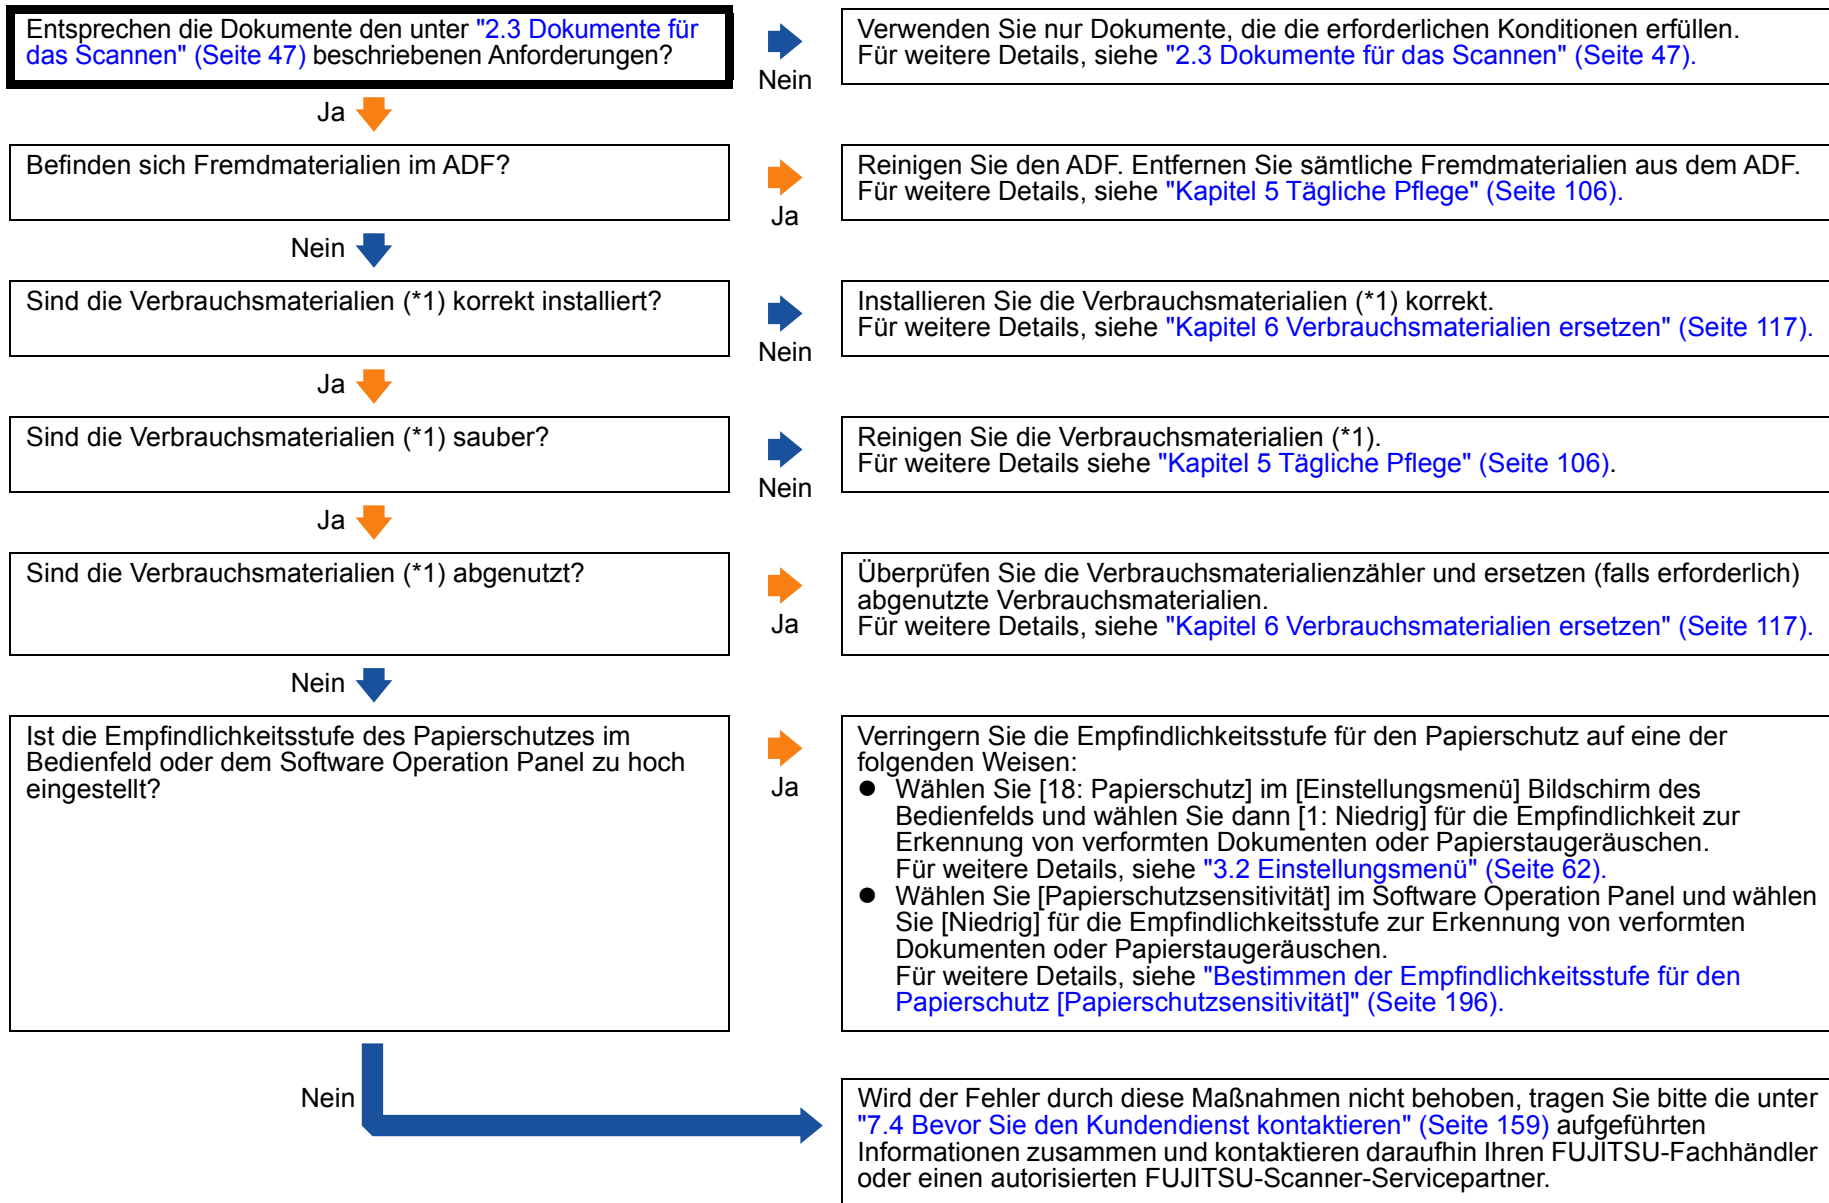 Entsprechen die Dokumente den unter "2.3 Dokumente für
das Scannen" (Seite 47) beschriebenen Anforderungen?
Nein
Verwenden Sie nur Dokumente, die die erforderlichen Konditionen erfüllen.
Für weitere Details, siehe "2.3 Dokumente für das Scannen" (Seite 47).
Ja
Befinden sich Fremdmaterialien im ADF?
Ja
Reinigen Sie den ADF. Entfernen Sie sämtliche Fremdmaterialien aus dem ADF.
Für weitere Details, siehe "Kapitel 5 Tägliche Pflege" (Seite 106).
Nein
Sind die Verbrauchsmaterialien (*1) korrekt installiert?
Nein
Installieren Sie die Verbrauchsmaterialien (*1) korrekt.
Für weitere Details, siehe "Kapitel 6 Verbrauchsmaterialien ersetzen" (Seite 117).
Ja
Sind die Verbrauchsmaterialien (*1) sauber?
Nein
Reinigen Sie die Verbrauchsmaterialien (*1).
Für weitere Details siehe "Kapitel 5 Tägliche Pflege" (Seite 106).
Ja
Sind die Verbrauchsmaterialien (*1) abgenutzt?
Ja
Überprüfen Sie die Verbrauchsmaterialienzähler und ersetzen (falls erforderlich)
abgenutzte Verbrauchsmaterialien.
Für weitere Details, siehe "Kapitel 6 Verbrauchsmaterialien ersetzen" (Seite 117).
Nein
Ist die Empfindlichkeitsstufe des Papierschutzes im
Bedienfeld oder dem Software Operation Panel zu hoch
eingestellt?
Ja
Verringern Sie die Empfindlichkeitsstufe für den Papierschutz auf eine der
folgenden Weisen:
● Wählen Sie [18: Papierschutz] im [Einstellungsmenü] Bildschirm des
Bedienfelds und wählen Sie dann [1: Niedrig] für die Empfindlichkeit zur
Erkennung von verformten Dokumenten oder Papierstaugeräuschen.
Für weitere Details, siehe "3.2 Einstellungsmenü" (Seite 62).
● Wählen Sie [Papierschutzsensitivität] im Software Operation Panel und wählen
Sie [Niedrig] für die Empfindlichkeitsstufe zur Erkennung von verformten
Dokumenten oder Papierstaugeräuschen.
Für weitere Details, siehe "Bestimmen der Empfindlichkeitsstufe für den
Papierschutz [Papierschutzsensitivität]" (Seite 196).
Nein
Wird der Fehler durch diese Maßnahmen nicht behoben, tragen Sie bitte die unter
"7.4 Bevor Sie den Kundendienst kontaktieren" (Seite 159) aufgeführten
Informationen zusammen und kontaktieren daraufhin Ihren FUJITSU-Fachhändler
oder einen autorisierten FUJITSU-Scanner-Servicepartner.